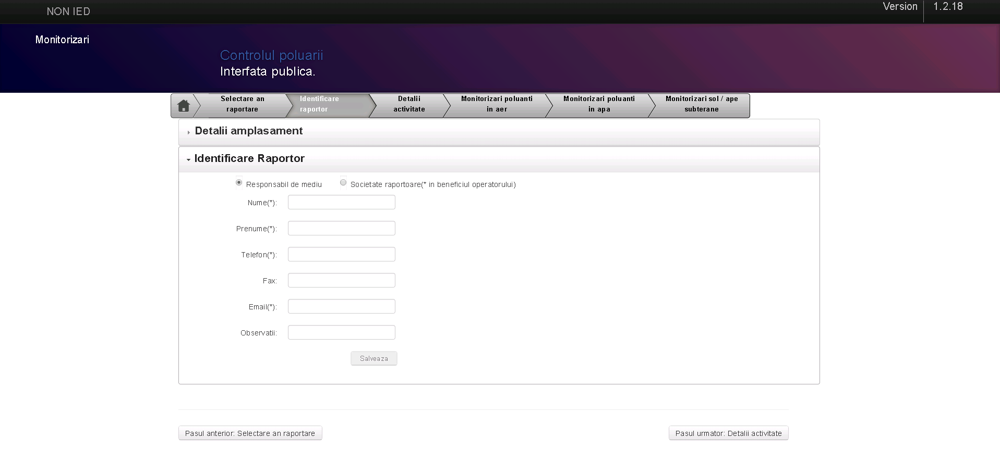 NON IED
Version
1.2.18
Monitorizari
Controlul poluarii
Interfata publica.
Selectare an
raportare
Identificare
raportor
Detalii
activitate
Monitorizari poluanti
in aer
Monitorizari poluanti
in apa
Monitorizari sol / ape
subterane
Detalii amplasament
Identificare Raportor
Responsabil de mediu
Societate raportoare(* in beneficiul operatorului)
Nume(*):
Prenume(*):
Telefon(*):
Fax:
Email(*):
Observatii:
Salveaza
Pasul anterior: Selectare an raportare
Pasul urmator: Detalii activitate